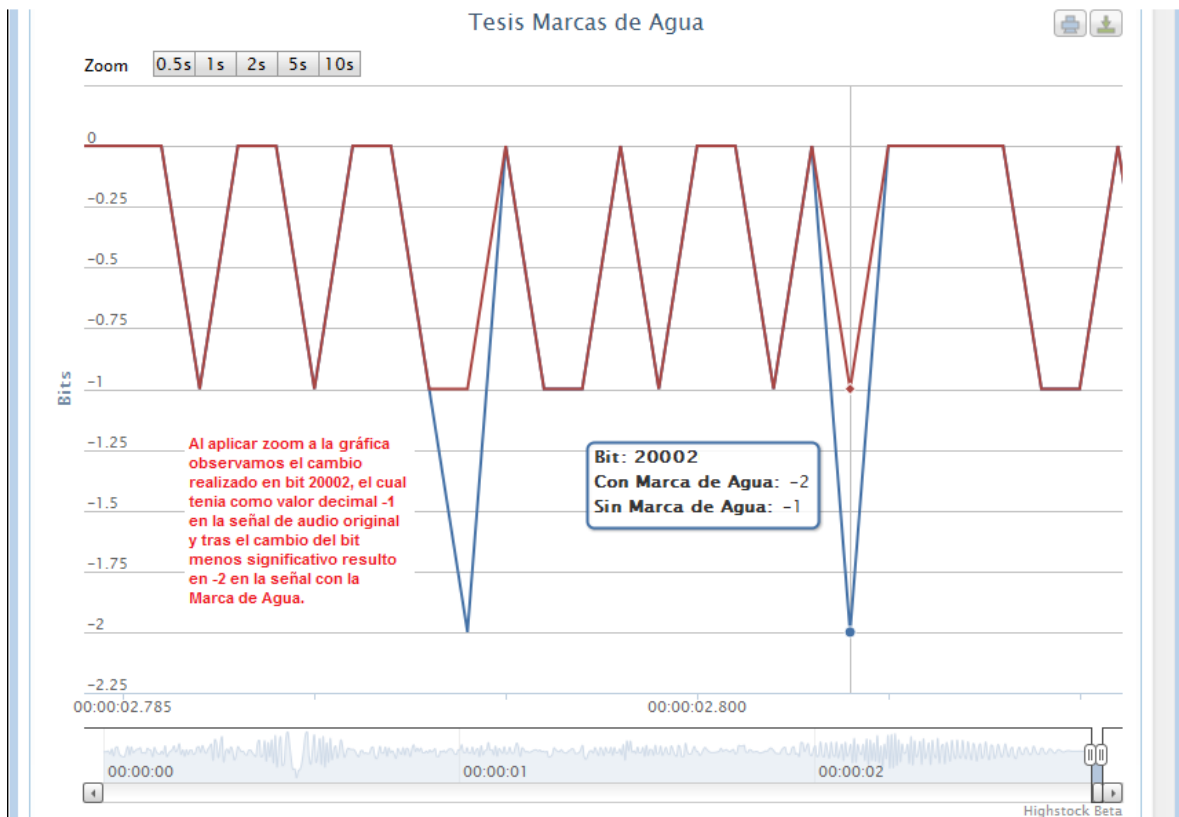 Tesis Marcas de Agua
Zoom 0.5s 1s 2s 5s 10s
0
-0.25
-0.5
-0.75
-1
-1.25
-1.5
-1.75
-2
-2.25
Bits
Al aplicar zoom a la gráfica
observamos el cambio
realizado en bit 20002, el cual
tenia como valor decimal -1
en la señal de audio original
y tras el cambio del bit
menos significativo resulto
en -2 en la señal con la
Marca de Agua.
Bit: 20002
Con Marca de Agua: -2
Sin Marca de Agua: -1
00:00:02.785 00:00:02.800
00:00:00 00:00:01 00:00:02
Highstock Beta